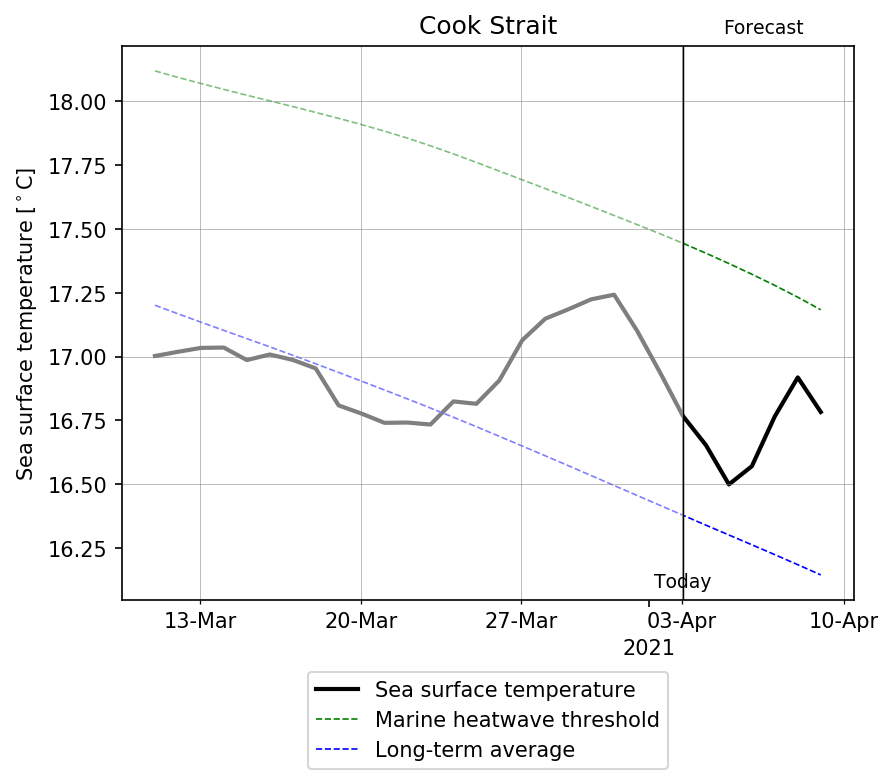 Cook Strait
Forecast
Sea surface temperature [°C]
18.00
17.75
17.50
17.25
17.00
16.75
16.50
16.25
Today
13-Mar
20-Mar
27-Mar
03-Apr
10-Apr
2021
Sea surface temperature
Marine heatwave threshold
Long-term average